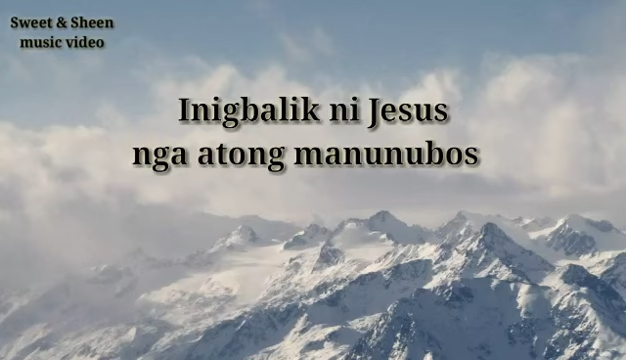 Sweet & Sheen
music video
Inigbalik ni Jesus
nga atong manunubos